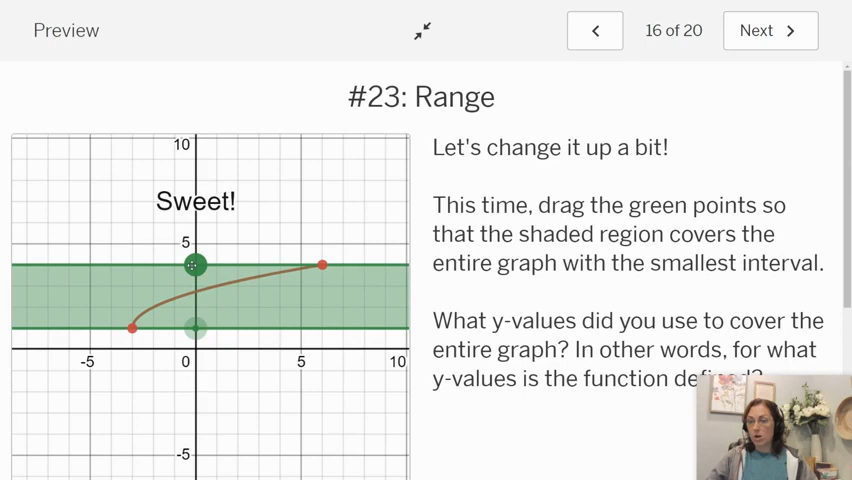 Preview
16 of 20
Next
#23: Range
10
Sweet!
5
-5
0
5
10
-5
Let's change it up a bit!
This time, drag the green points so
that the shaded region covers the
entire graph with the smallest interval.
What y-values did you use to cover the
entire graph? In other words, for what
y-values is the function